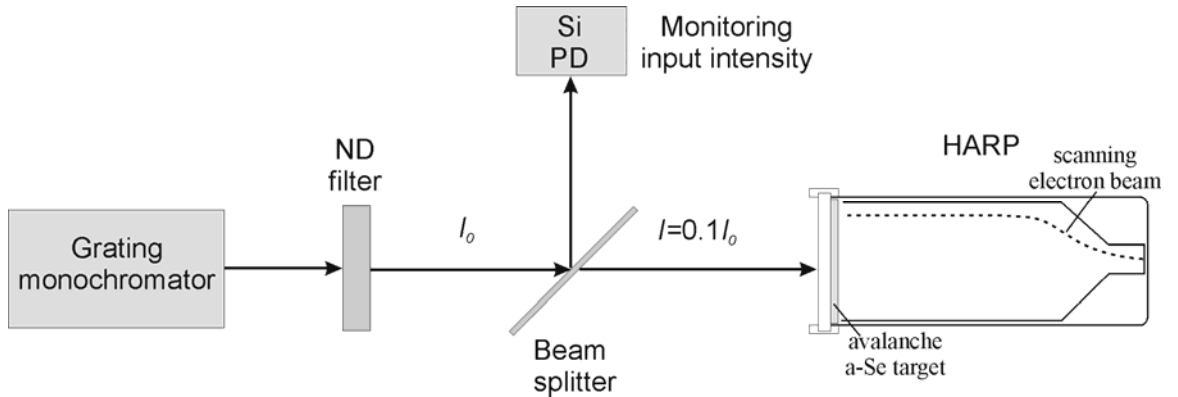 Si
PD
Monitoring
input intensity
ND
filter
HARP
scanning
electron beam
Grating
monochromator
I₀
I=0.1I₀
Beam
splitter
avalanche
a-Se target